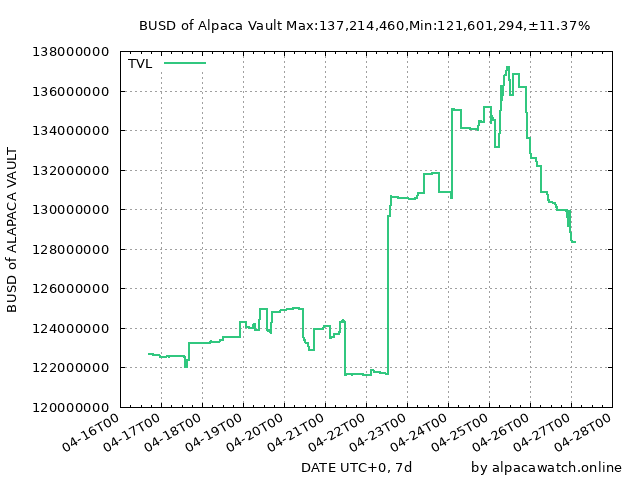 BUSD of Alpaca Vault Max:137,214,460,Min:121,601,294,±11.37%
TVL
BUSD of ALAPACA VAULT
138000000
136000000
134000000
132000000
130000000
128000000
126000000
124000000
122000000
120000000
04-16T00
04-17T00
04-18T00
04-19T00
04-20T00
04-21T00
04-22T00
04-23T00
04-24T00
04-25T00
04-26T00
04-27T00
04-28T00
DATE UTC+0, 7d
by alpacawatch.online